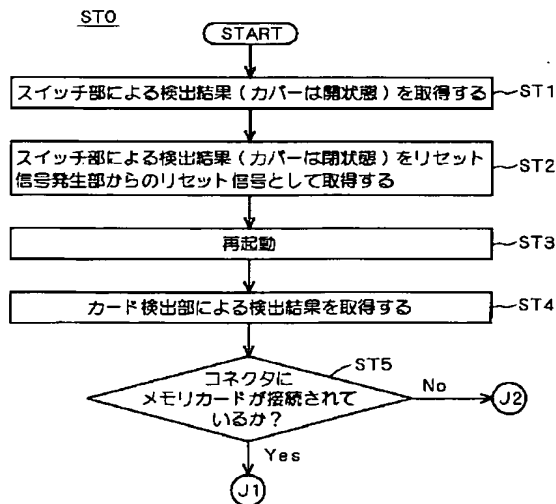 ST0
START
スイッチ部による検出結果(カバーは開状態)を取得する
ST1
スイッチ部による検出結果(カバーは閉状態)をリセット
信号発生部からのリセット信号として取得する
ST2
再起動
ST3
カード検出部による検出結果を取得する
ST4
ST5
コネクタに
メモリカードが接続されて
いるか?
No
J2
Yes
J1